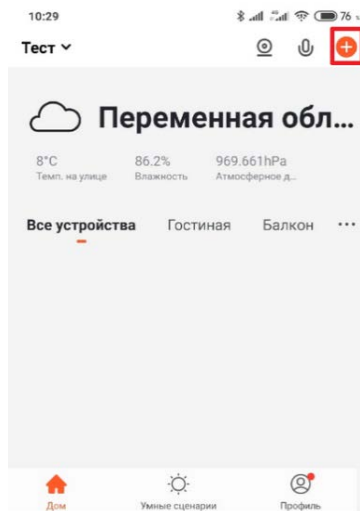 10:29 76
Тест
Переменная обл...
8°C 86.2% 969.661hPa
Темп. на улице Влажность Атмосферное д...
Все устройства Гостиная Балкон ...
Дом Умные сценарии Профиль